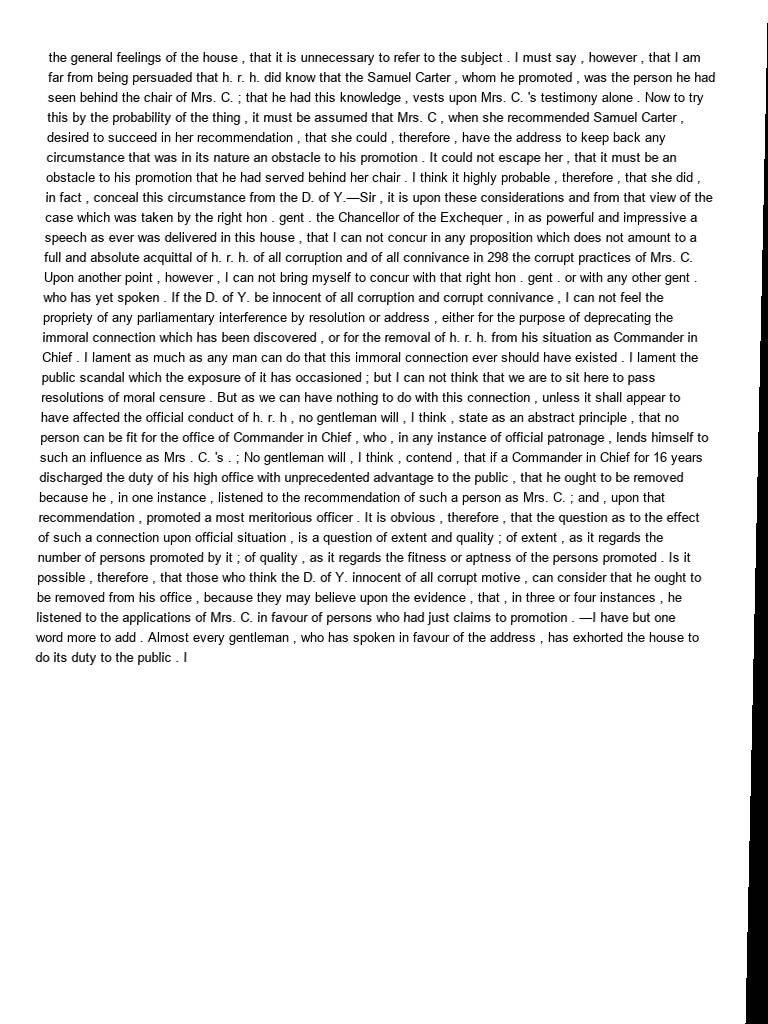 the general feelings of the house , that it is unnecessary to refer to the subject . I must say , however , that I am
far from being persuaded that h. r. h. did know that the Samuel Carter , whom he promoted , was the person he had
seen behind the chair of Mrs. C. ; that he had this knowledge , vests upon Mrs. C. 's testimony alone . Now to try
this by the probability of the thing , it must be assumed that Mrs. C , when she recommended Samuel Carter ,
desired to succeed in her recommendation , that she could , therefore , have the address to keep back any
circumstance that was in its nature an obstacle to his promotion . It could not escape her , that it must be an
obstacle to his promotion that he had served behind her chair . I think it highly probable , therefore , that she did ,
in fact , conceal this circumstance from the D. of Y.—Sir , it is upon these considerations and from that view of the
case which was taken by the right hon . gent . the Chancellor of the Exchequer , in as powerful and impressive a
speech as ever was delivered in this house , that I can not concur in any proposition which does not amount to a
full and absolute acquittal of h. r. h. of all corruption and of all connivance in 298 the corrupt practices of Mrs. C.
Upon another point , however , I can not bring myself to concur with that right hon . gent . or with any other gent .
who has yet spoken . If the D. of Y. be innocent of all corruption and corrupt connivance , I can not feel the
propriety of any parliamentary interference by resolution or address , either for the purpose of deprecating the
immoral connection which has been discovered , or for the removal of h. r. h. from his situation as Commander in
Chief . I lament as much as any man can do that this immoral connection ever should have existed . I lament the
public scandal which the exposure of it has occasioned ; but I can not think that we are to sit here to pass
resolutions of moral censure . But as we can have nothing to do with this connection , unless it shall appear to
have affected the official conduct of h. r. h , no gentleman will , I think , state as an abstract principle , that no
person can be fit for the office of Commander in Chief , who , in any instance of official patronage , lends himself to
such an influence as Mrs . C. 's . ; No gentleman will , I think , contend , that if a Commander in Chief for 16 years
discharged the duty of his high office with unprecedented advantage to the public , that he ought to be removed
because he , in one instance , listened to the recommendation of such a person as Mrs. C. ; and , upon that
recommendation , promoted a most meritorious officer . It is obvious , therefore , that the question as to the effect
of such a connection upon official situation , is a question of extent and quality ; of extent , as it regards the
number of persons promoted by it ; of quality , as it regards the fitness or aptness of the persons promoted . Is it
possible , therefore , that those who think the D. of Y. innocent of all corrupt motive , can consider that he ought to
be removed from his office , because they may believe upon the evidence , that , in three or four instances , he
listened to the applications of Mrs. C. in favour of persons who had just claims to promotion . —I have but one
word more to add . Almost every gentleman , who has spoken in favour of the address , has exhorted the house to
do its duty to the public . I